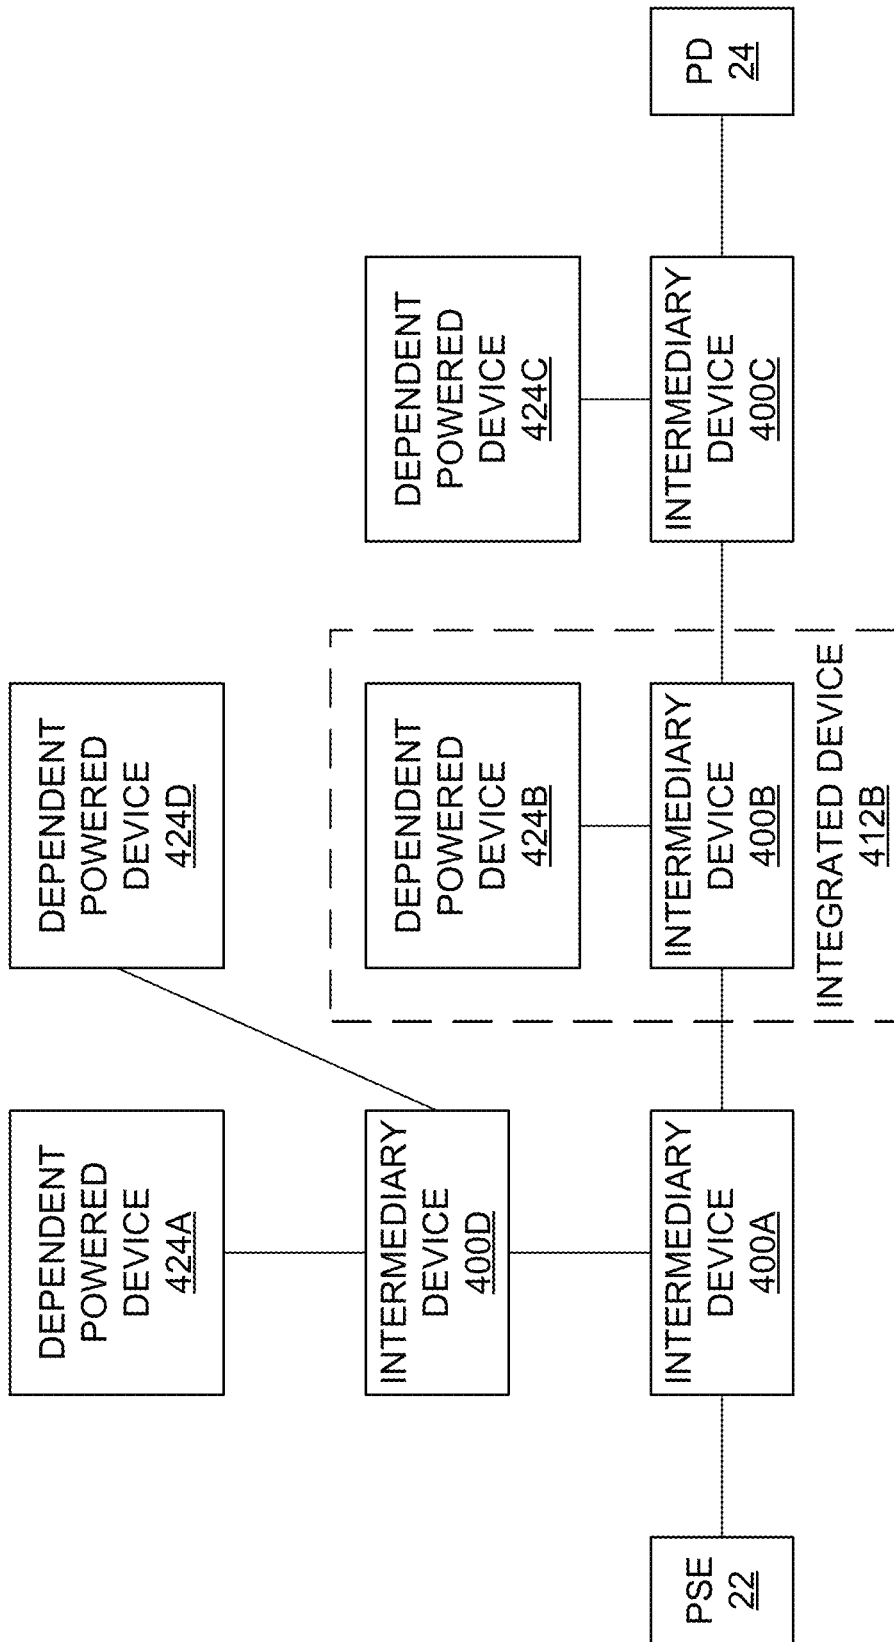 DEPENDENT
POWERED
DEVICE
424A
DEPENDENT
POWERED
DEVICE
424D
INTERMEDIARY
DEVICE
400D
DEPENDENT
POWERED
DEVICE
424B
DEPENDENT
POWERED
DEVICE
424C
PSE
22
INTERMEDIARY
DEVICE
400A
INTERMEDIARY
DEVICE
400B
INTERMEDIARY
DEVICE
400C
PD
24
INTEGRATED DEVICE
412B